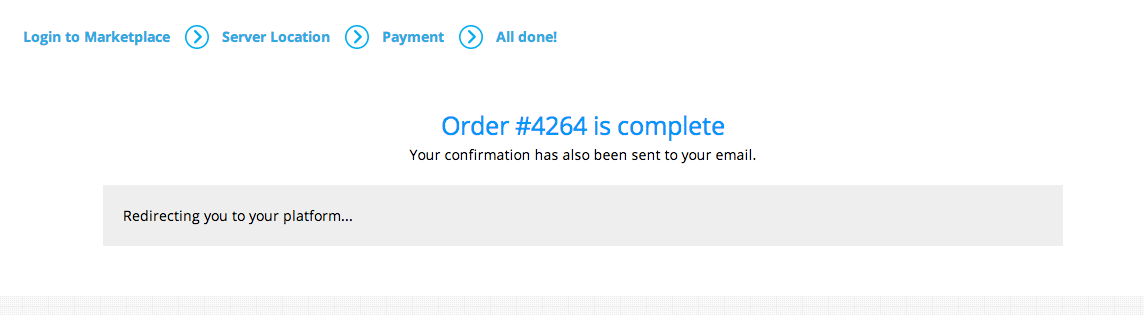 Login to Marketplace Server Location Payment All done!
Order #4264 is complete
Your confirmation has also been sent to your email.
Redirecting you to your platform...